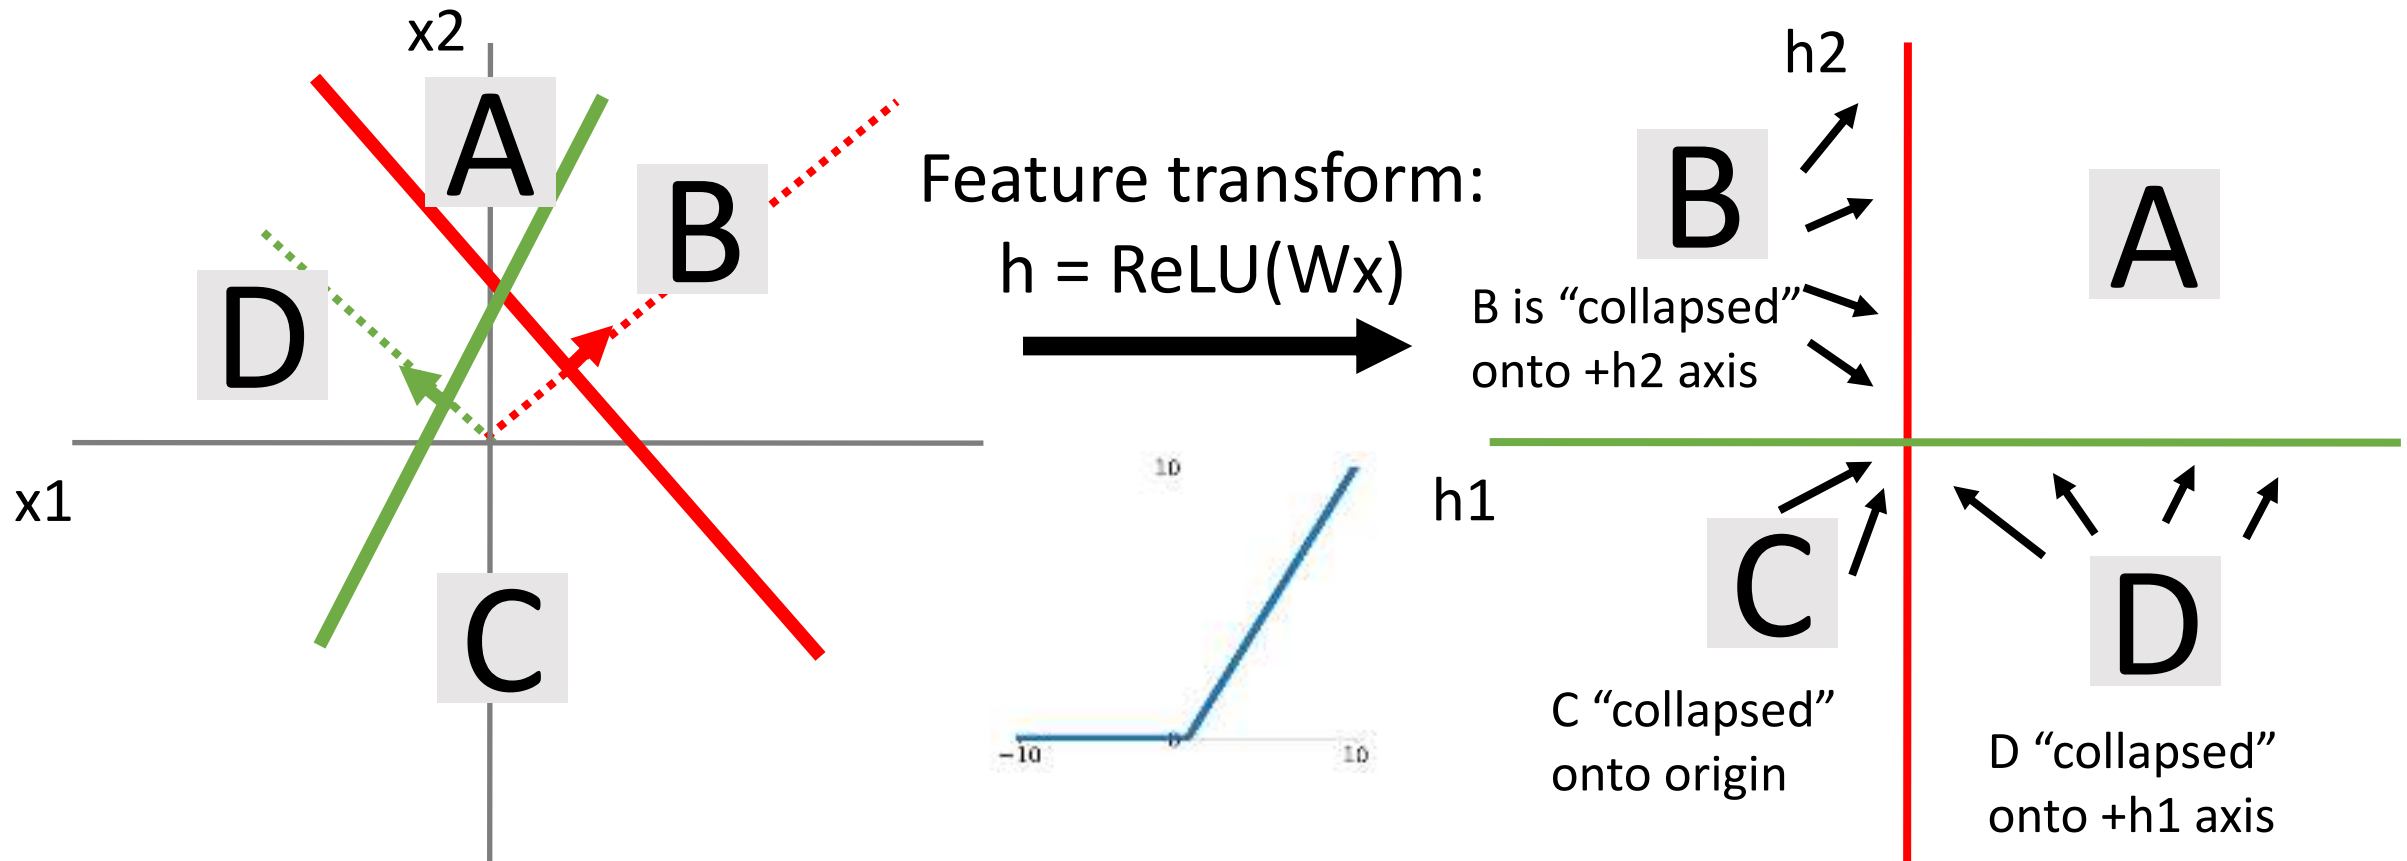 x2
A
B
D
x1
C
Feature transform:
h = ReLU(Wx)
10
0
−10
10
h2
B
A
B is “collapsed”
onto +h2 axis
h1
C
D
C “collapsed”
onto origin
D “collapsed”
onto +h1 axis